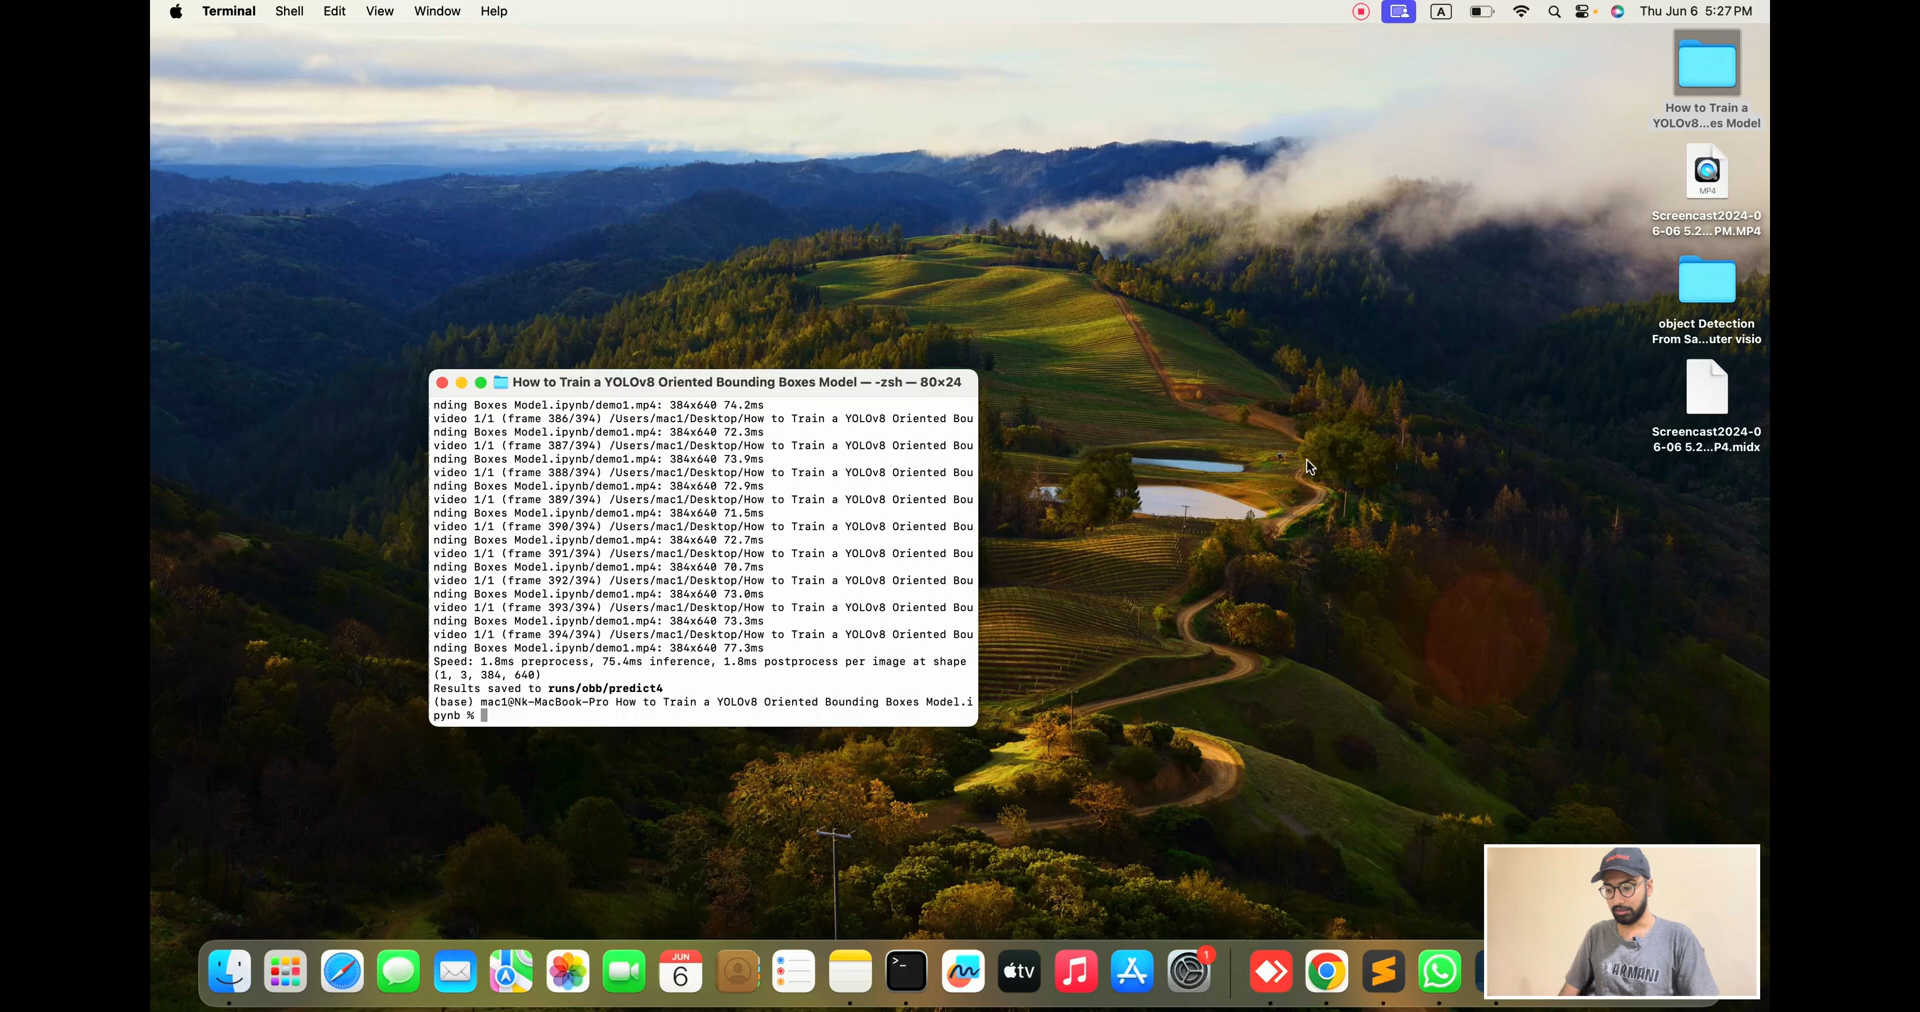 Terminal Shell Edit View Window Help
A
Thu Jun 6 5:27 PM
How to Train a
YOLOv8...es Model
MP4
Screencast2024-0
6-06 5.2...PM.MP4
object Detection
From Sa...uter visio
Screencast2024-0
6-06 5.2...P4.midx
How to Train a YOLOv8 Oriented Bounding Boxes Model — -zsh — 80×24
nding Boxes Model.ipynb/demo1.mp4: 384x640 74.2ms
video 1/1 (frame 386/394) /Users/mac1/Desktop/How to Train a YOLOv8 Oriented Bou
nding Boxes Model.ipynb/demo1.mp4: 384x640 72.3ms
video 1/1 (frame 387/394) /Users/mac1/Desktop/How to Train a YOLOv8 Oriented Bou
nding Boxes Model.ipynb/demo1.mp4: 384x640 73.9ms
video 1/1 (frame 388/394) /Users/mac1/Desktop/How to Train a YOLOv8 Oriented Bou
nding Boxes Model.ipynb/demo1.mp4: 384x640 72.9ms
video 1/1 (frame 389/394) /Users/mac1/Desktop/How to Train a YOLOv8 Oriented Bou
nding Boxes Model.ipynb/demo1.mp4: 384x640 71.5ms
video 1/1 (frame 390/394) /Users/mac1/Desktop/How to Train a YOLOv8 Oriented Bou
nding Boxes Model.ipynb/demo1.mp4: 384x640 72.7ms
video 1/1 (frame 391/394) /Users/mac1/Desktop/How to Train a YOLOv8 Oriented Bou
nding Boxes Model.ipynb/demo1.mp4: 384x640 70.7ms
video 1/1 (frame 392/394) /Users/mac1/Desktop/How to Train a YOLOv8 Oriented Bou
nding Boxes Model.ipynb/demo1.mp4: 384x640 73.0ms
video 1/1 (frame 393/394) /Users/mac1/Desktop/How to Train a YOLOv8 Oriented Bou
nding Boxes Model.ipynb/demo1.mp4: 384x640 73.3ms
video 1/1 (frame 394/394) /Users/mac1/Desktop/How to Train a YOLOv8 Oriented Bou
nding Boxes Model.ipynb/demo1.mp4: 384x640 77.3ms
Speed: 1.8ms preprocess, 75.4ms inference, 1.8ms postprocess per image at shape
(1, 3, 384, 640)
Results saved to runs/obb/predict4
(base) mac1@Nk-MacBook-Pro How to Train a YOLOv8 Oriented Bounding Boxes Model.i
pynb %
JUN
6
>_
tv
1
ARMANI